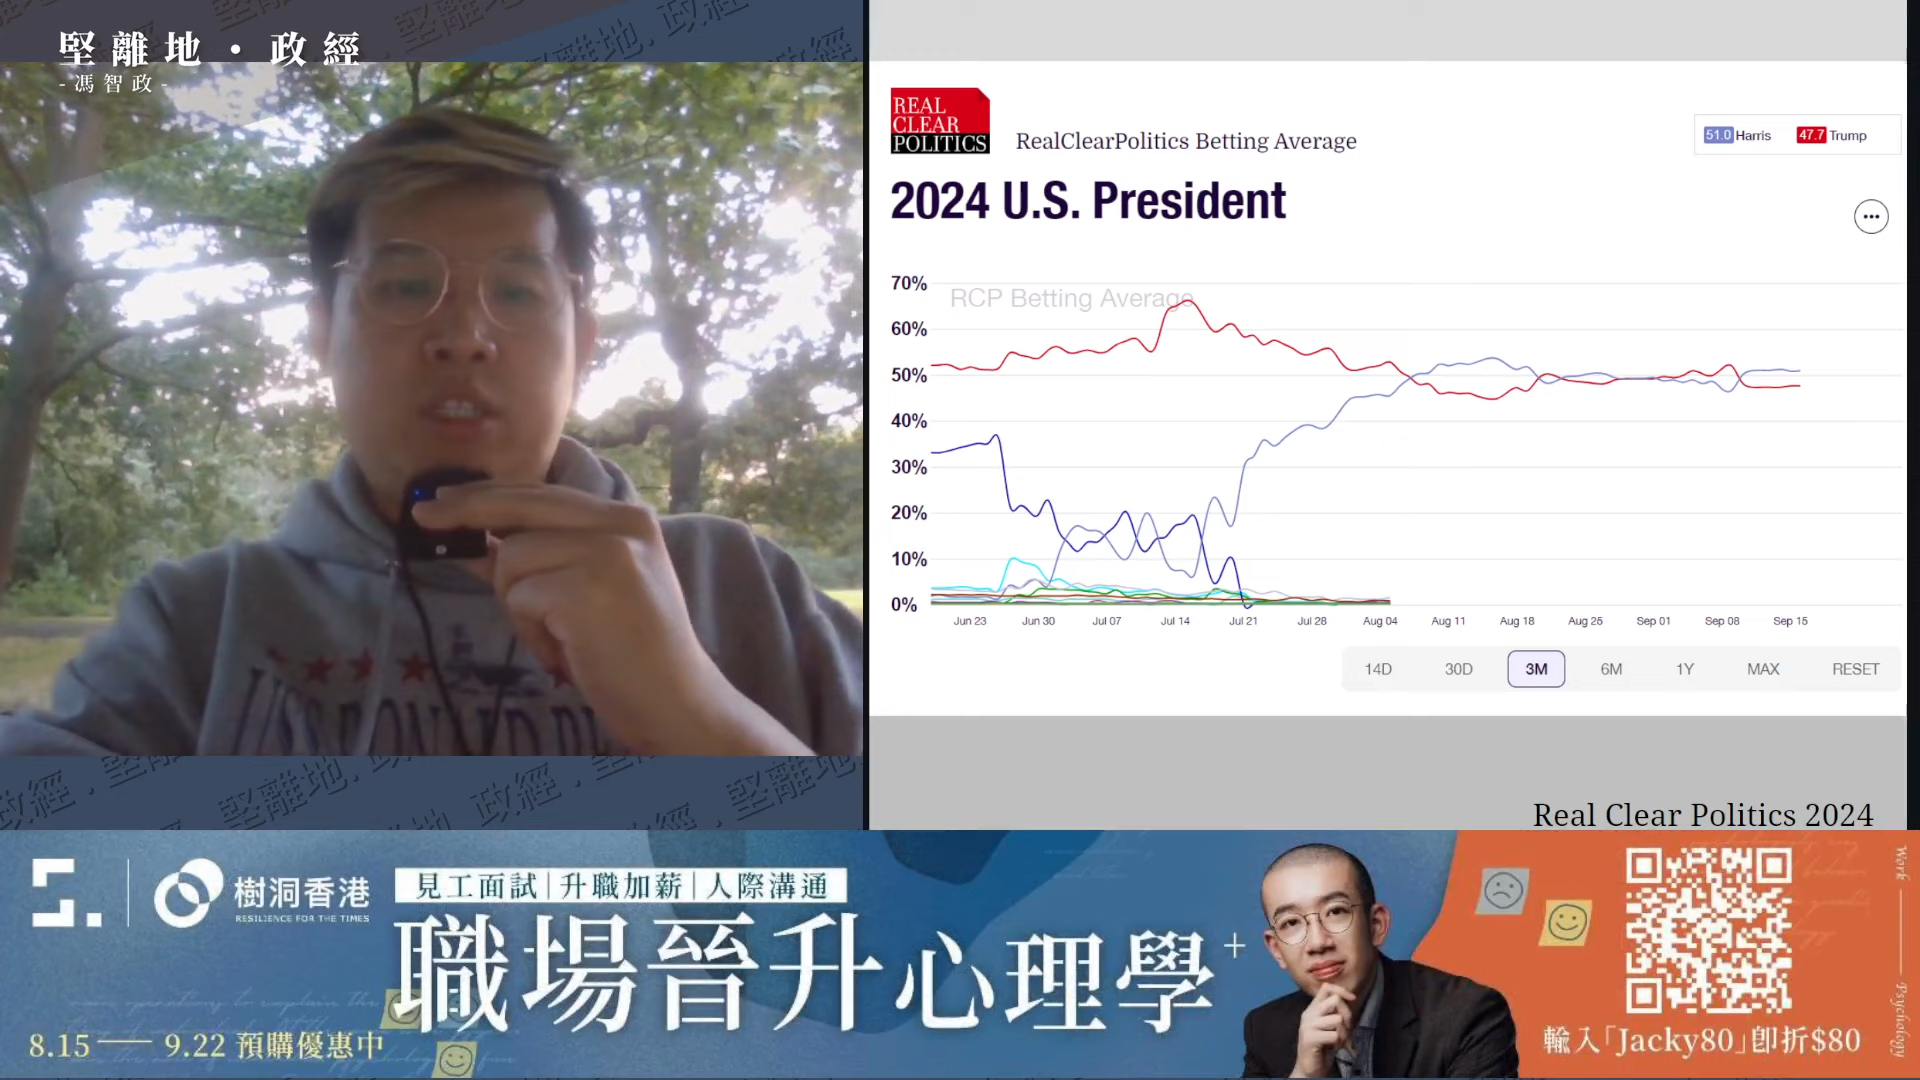 堅離地・政經
-馮智政-
REAL
CLEAR
POLITICS
RealClearPolitics Betting Average
51.0 Harris 47.7 Trump
2024 U.S. President
RCP Betting Average
70%
60%
50%
40%
30%
20%
10%
0%
Jun 23 Jun 30 Jul 07 Jul 14 Jul 21 Jul 28 Aug 04 Aug 11 Aug 18 Aug 25 Sep 01 Sep 08 Sep 15
14D 30D 3M 6M 1Y MAX RESET
Real Clear Politics 2024
樹洞香港
RESILIENCE FOR THE TIMES
見工面試|升職加薪|人際溝通
職場晉升心理學+
8.15 — 9.22 預購優惠中
輸入「Jacky80」即折$80
Work — Psychology